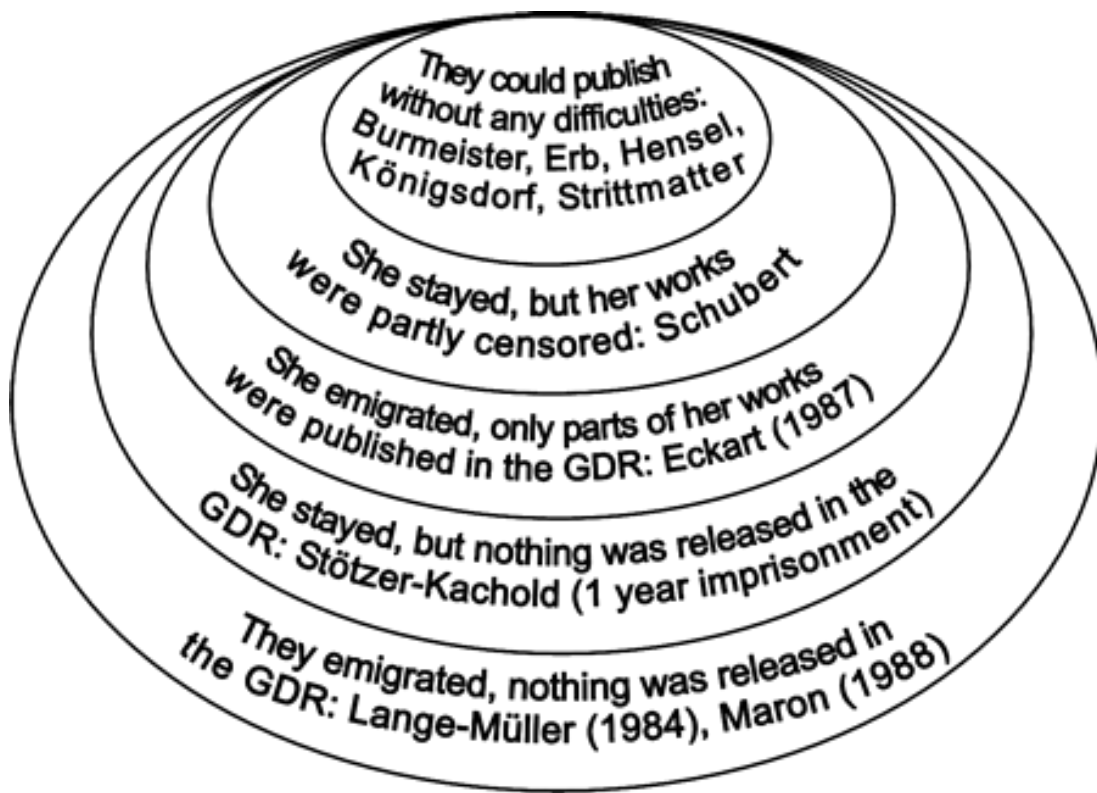 They could publish
without any difficulties:
Burmeister, Erb, Hensel,
Königsdorf, Strittmatter
She stayed, but her works
were partly censored: Schubert
She emigrated, only parts of her works
were published in the GDR: Eckart (1987)
She stayed, but nothing was released in the
GDR: Stötzer-Kachold (1 year imprisonment)
They emigrated, nothing was released in
the GDR: Lange-Müller (1984), Maron (1988)